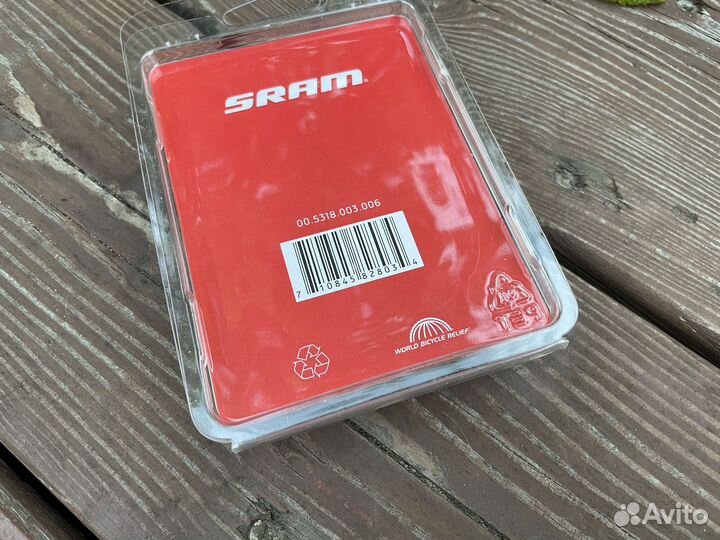 SRAM®
00.5318.003.006
7 10845 82803 4
WORLD BICYCLE RELIEF
Avito